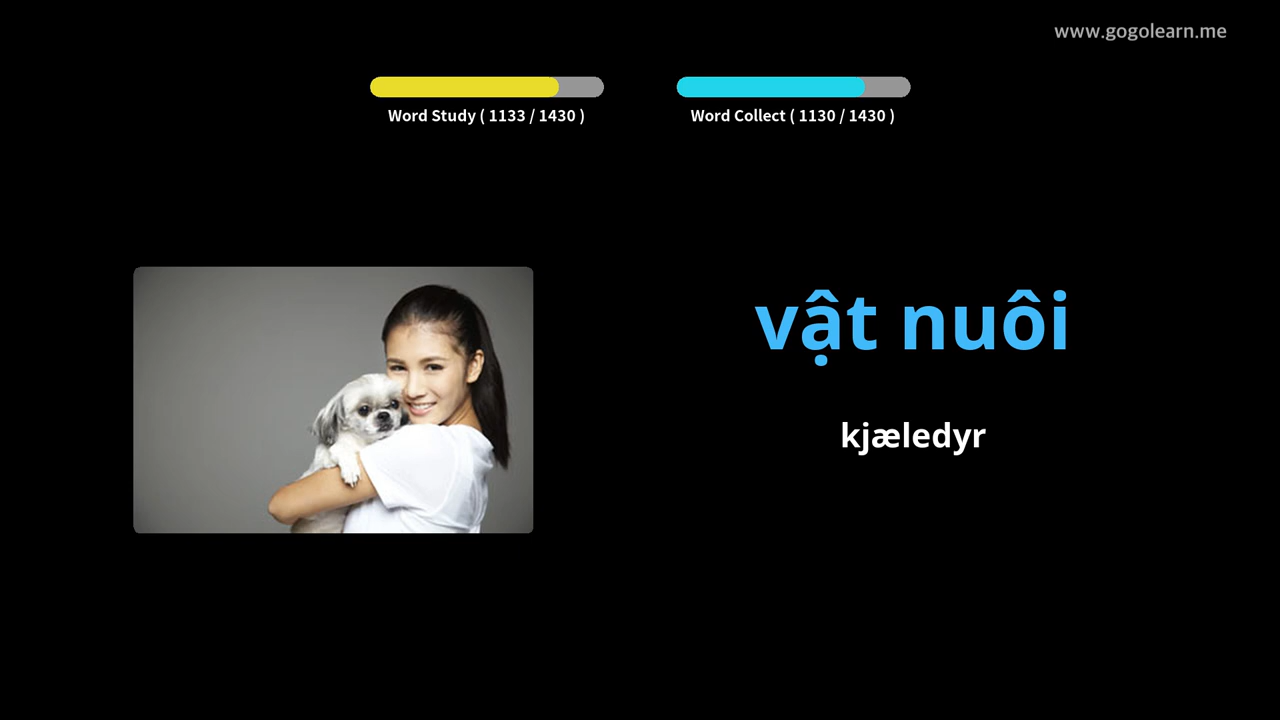 www.gogolearn.me
Word Study ( 1133 / 1430 )
Word Collect ( 1130 / 1430 )
vật nuôi
kjæledyr